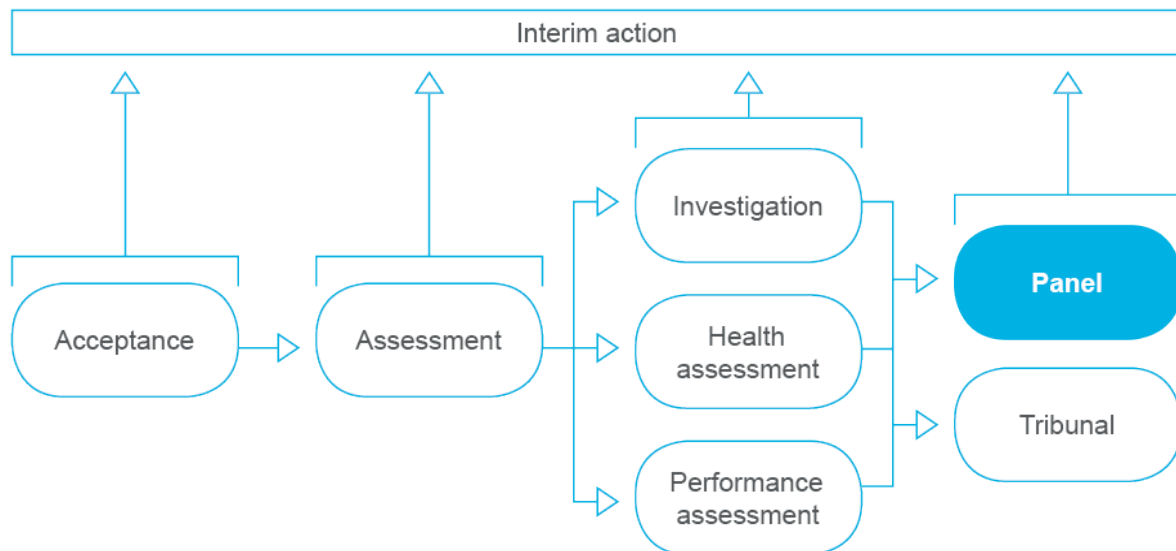 Interim action
Acceptance
Assessment
Investigation
Health
assessment
Performance
assessment
Panel
Tribunal